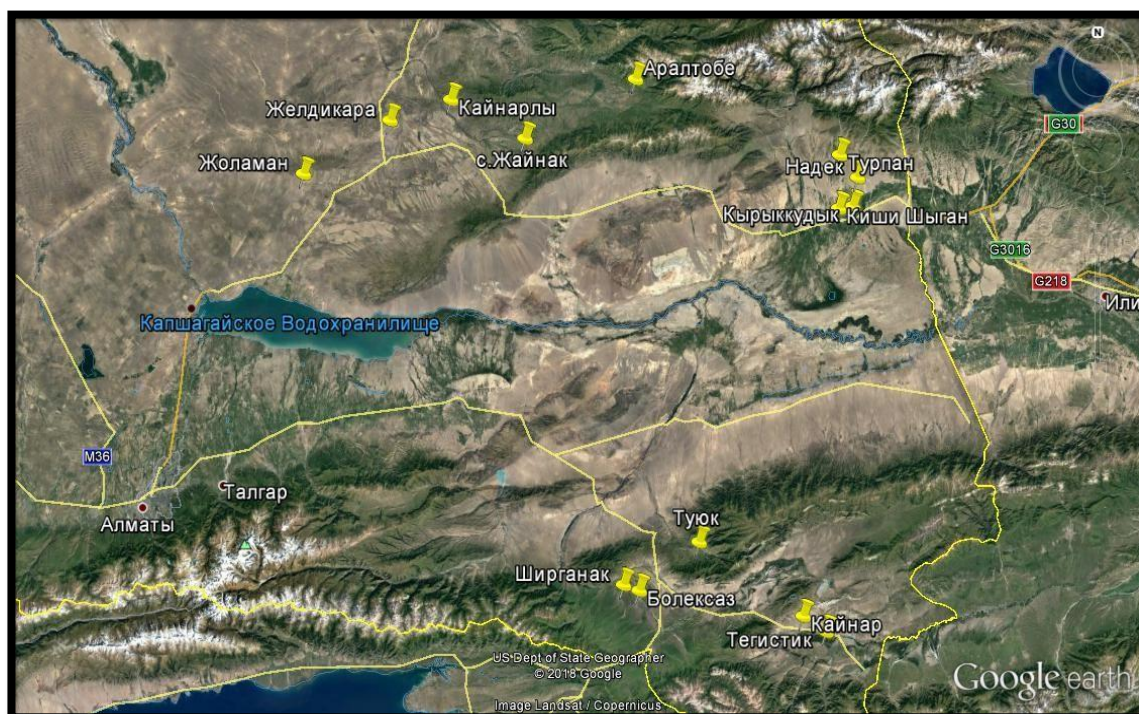 N
Аралтобе
G30
Желдикара
Кайнарлы
с.Жайнак
Жоламан
Надек
Турпан
Кырыккудык
Киши Шыган
G3016
G218
Или
Капшагайское Водохранилище
M36
Талгар
Алматы
Туюк
Ширганак
Болексаз
Кайнар
Тегистик
US Dept of State Geographer
© 2018 Google
Image Landsat / Copernicus
Google earth